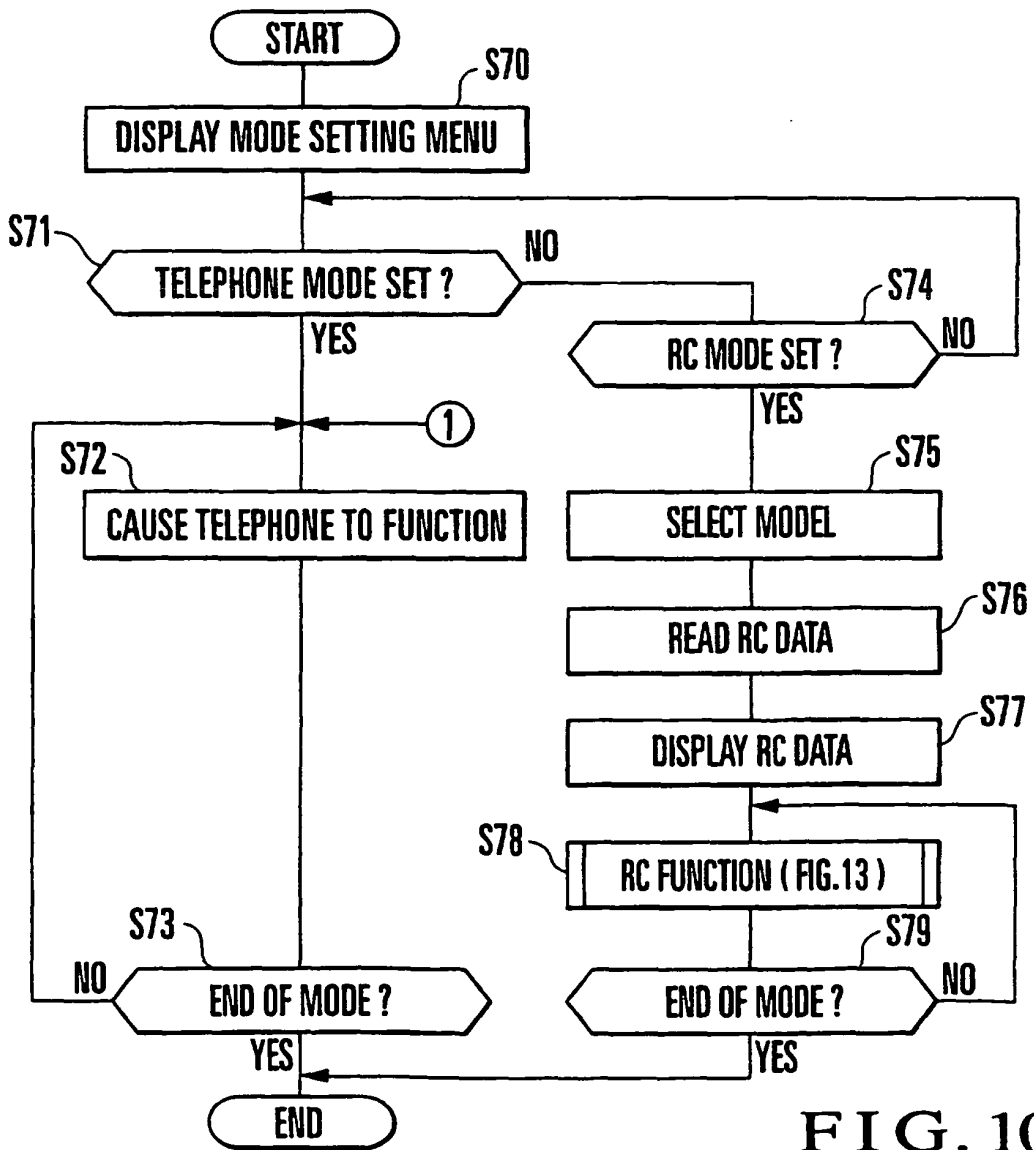 START
S70
DISPLAY MODE SETTING MENU
S71
TELEPHONE MODE SET ?
NO
YES
S74
RC MODE SET ?
NO
YES
1
S72
CAUSE TELEPHONE TO FUNCTION
S75
SELECT MODEL
S76
READ RC DATA
S77
DISPLAY RC DATA
S78
RC FUNCTION ( FIG.13 )
S73
NO
END OF MODE ?
YES
S79
END OF MODE ?
NO
YES
END
FIG. 10